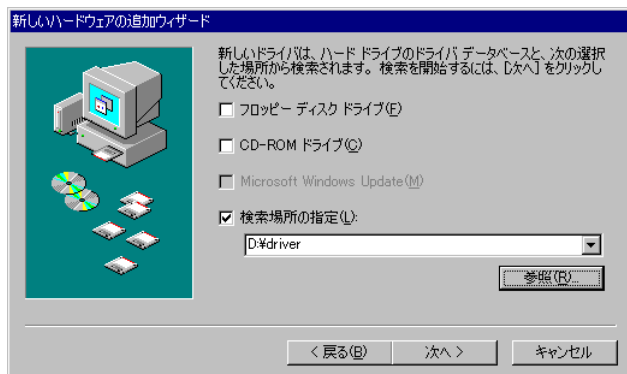 新しいハードウェアの追加ウィザード
新しいドライバは、ハード ドライブのドライバ データベースと、次の選択
した場所から検索されます。検索を開始するには、[次へ] をクリックし
てください。
フロッピー ディスク ドライブ(F)
CD-ROM ドライブ(C)
Microsoft Windows Update(M)
検索場所の指定(L):
D:¥driver
参照(R)...
< 戻る(B)
次へ >
キャンセル